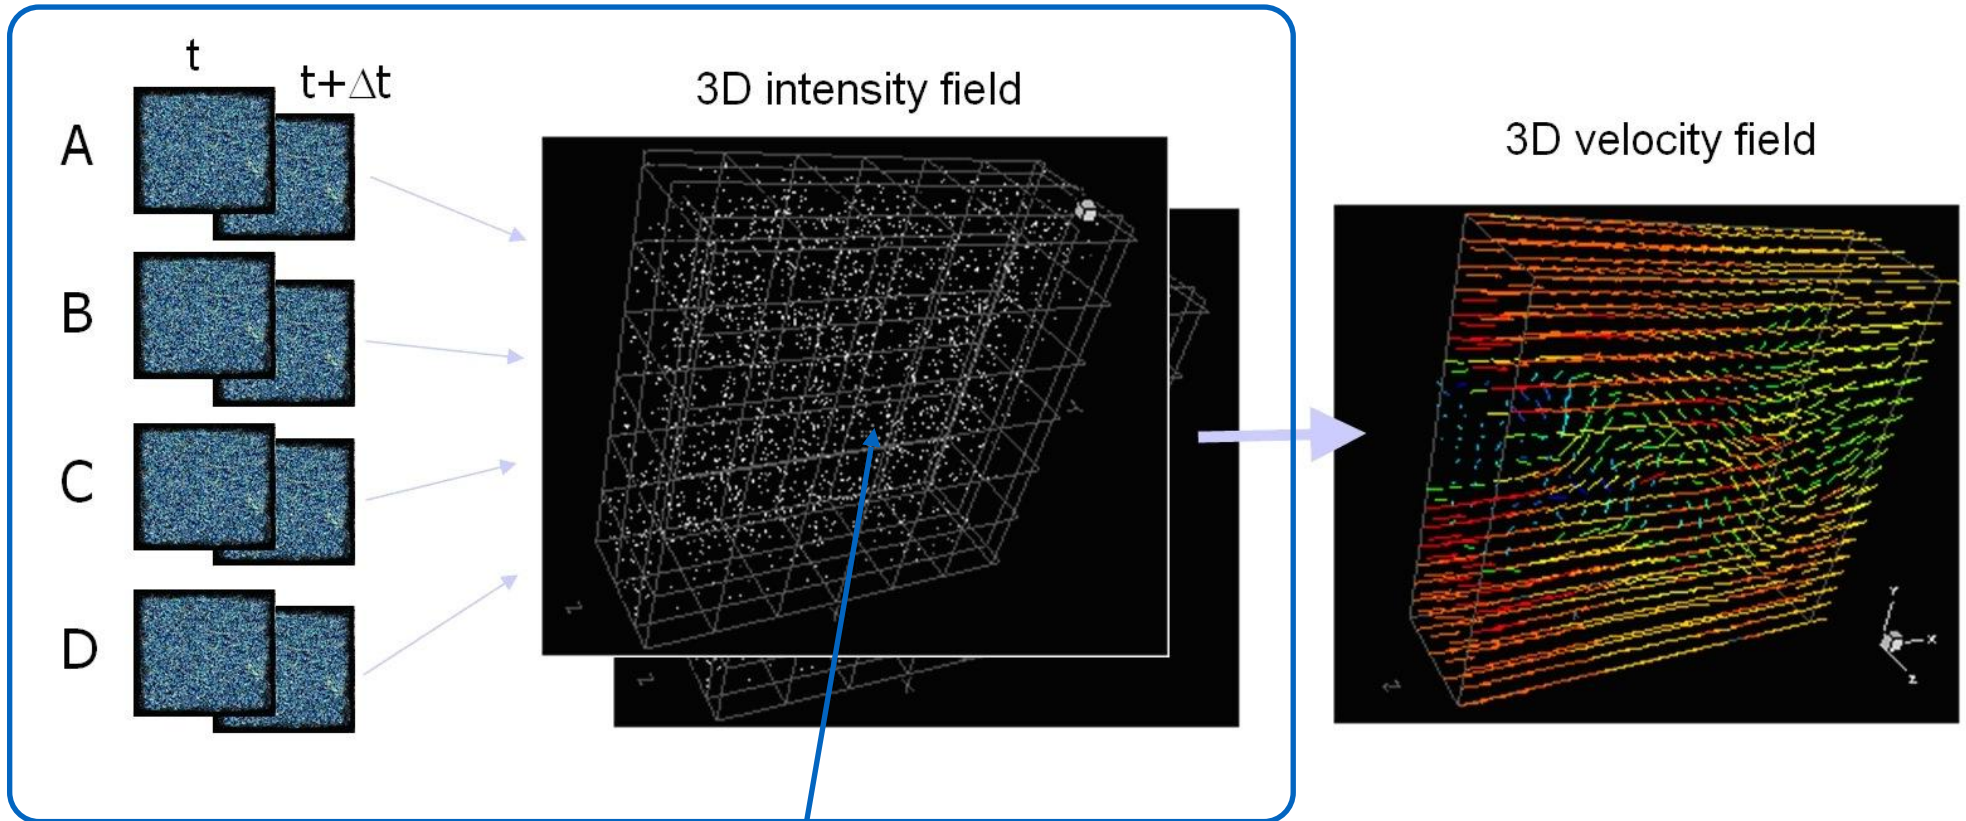 t
t+Δt
3D intensity field
3D velocity field
A
B
C
D
Z
Y
X
Z
X
Z
Y
X
Z